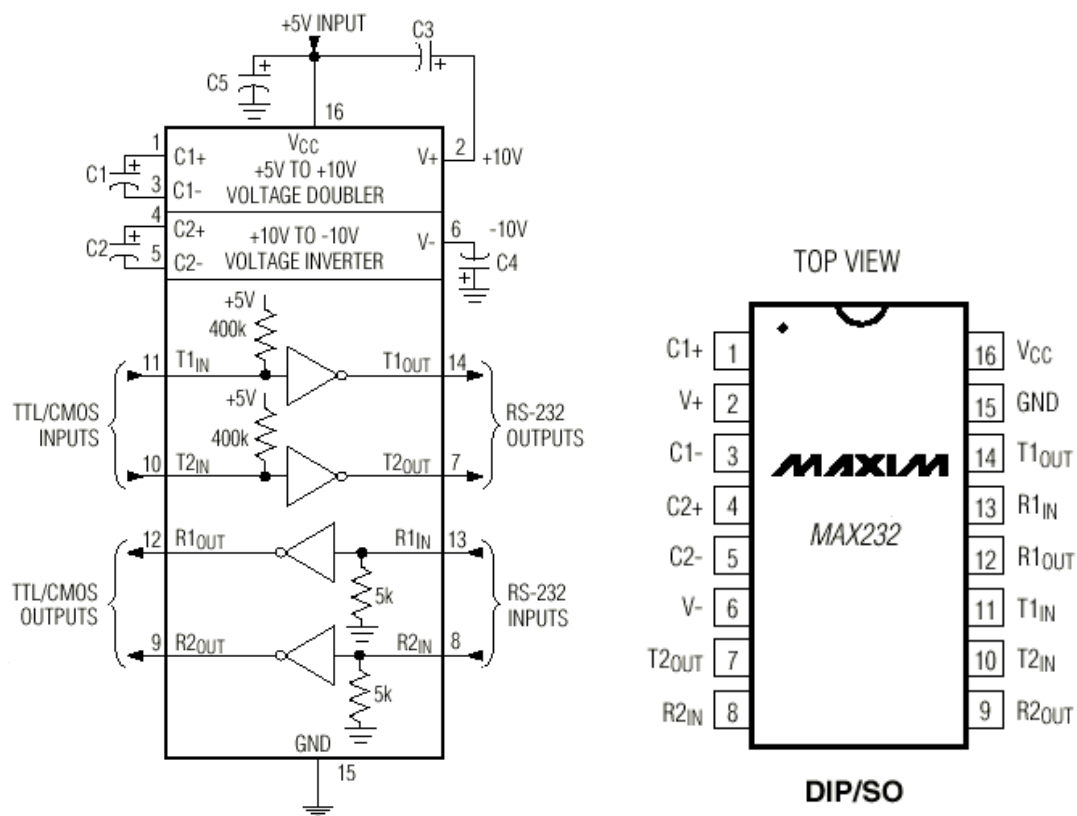 +5V INPUT
C3
+
C5
+
16
1
C1+
VCC
V+
2
+10V
C1
+
+5V TO +10V
VOLTAGE DOUBLER
3
C1-
4
C2+
+10V TO -10V
VOLTAGE INVERTER
V-
6
-10V
C2
+
5
C2-
C4
+
+5V
400k
11
T1IN
T1OUT
14
+5V
400k
TTL/CMOS
INPUTS
RS-232
OUTPUTS
10
T2IN
T2OUT
7
12
R1OUT
R1IN
13
5k
TTL/CMOS
OUTPUTS
RS-232
INPUTS
9
R2OUT
R2IN
8
5k
GND
15
TOP VIEW
C1+ 1
16 VCC
V+ 2
15 GND
C1- 3
14 T1OUT
MAXIM
C2+ 4
13 R1IN
MAX232
C2- 5
12 R1OUT
V- 6
11 T1IN
T2OUT 7
10 T2IN
R2IN 8
9 R2OUT
DIP/SO